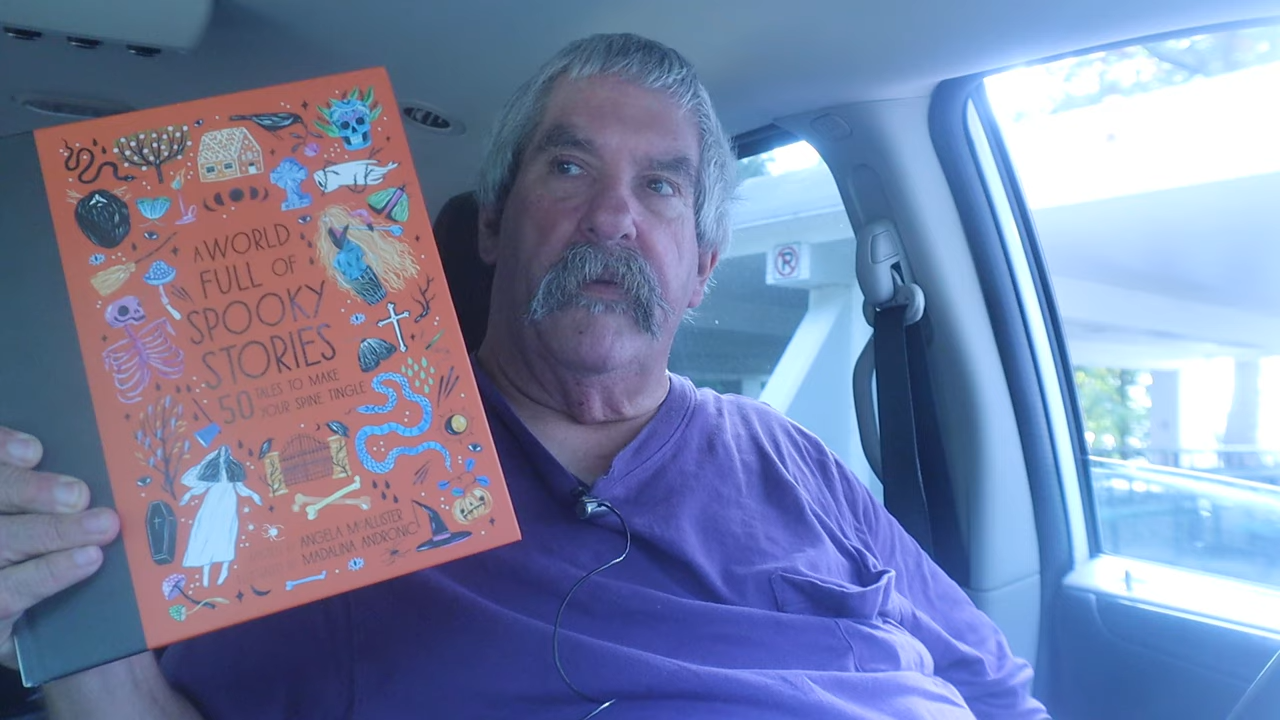 A WORLD
FULL OF
SPOOKY
STORIES
50 TALES TO MAKE
YOUR SPINE TINGLE
ANGELA McALLISTER
MADALINA ANDRONIC